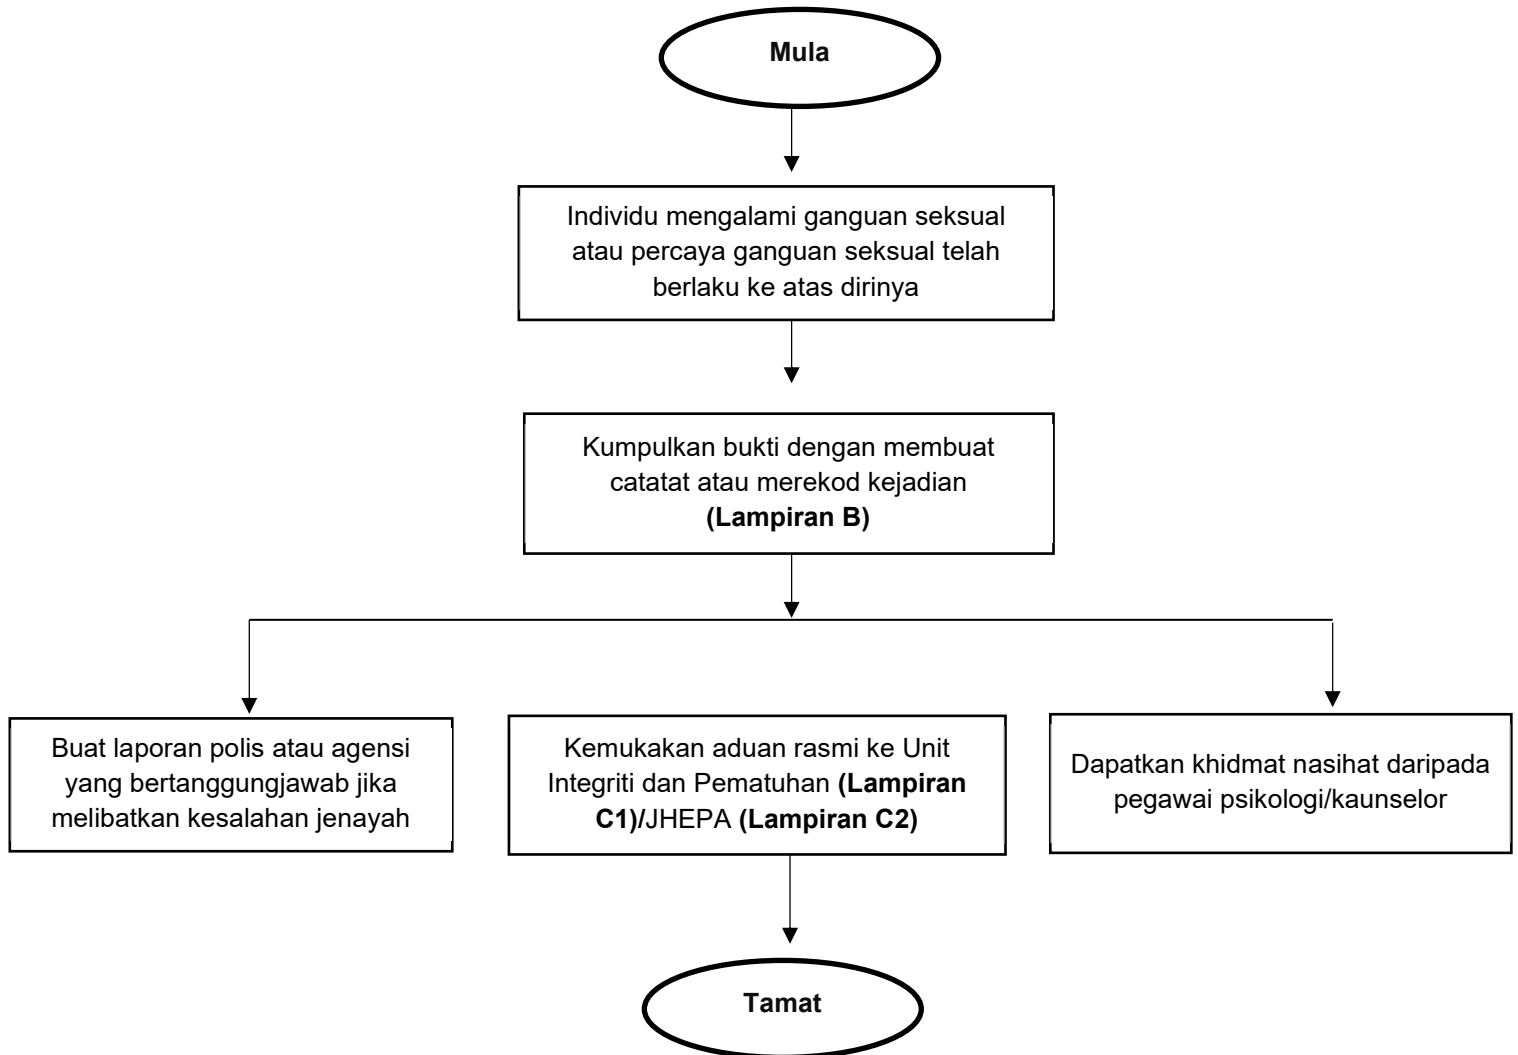 Mula
Individu mengalami ganguan seksual
atau percaya ganguan seksual telah
berlaku ke atas dirinya
Kumpulkan bukti dengan membuat
catatat atau merekod kejadian
(Lampiran B)
Buat laporan polis atau agensi
yang bertanggungjawab jika
melibatkan kesalahan jenayah
Kemukakan aduan rasmi ke Unit
Integriti dan Pematuhan (Lampiran
C1)/JHEPA (Lampiran C2)
Dapatkan khidmat nasihat daripada
pegawai psikologi/kaunselor
Tamat